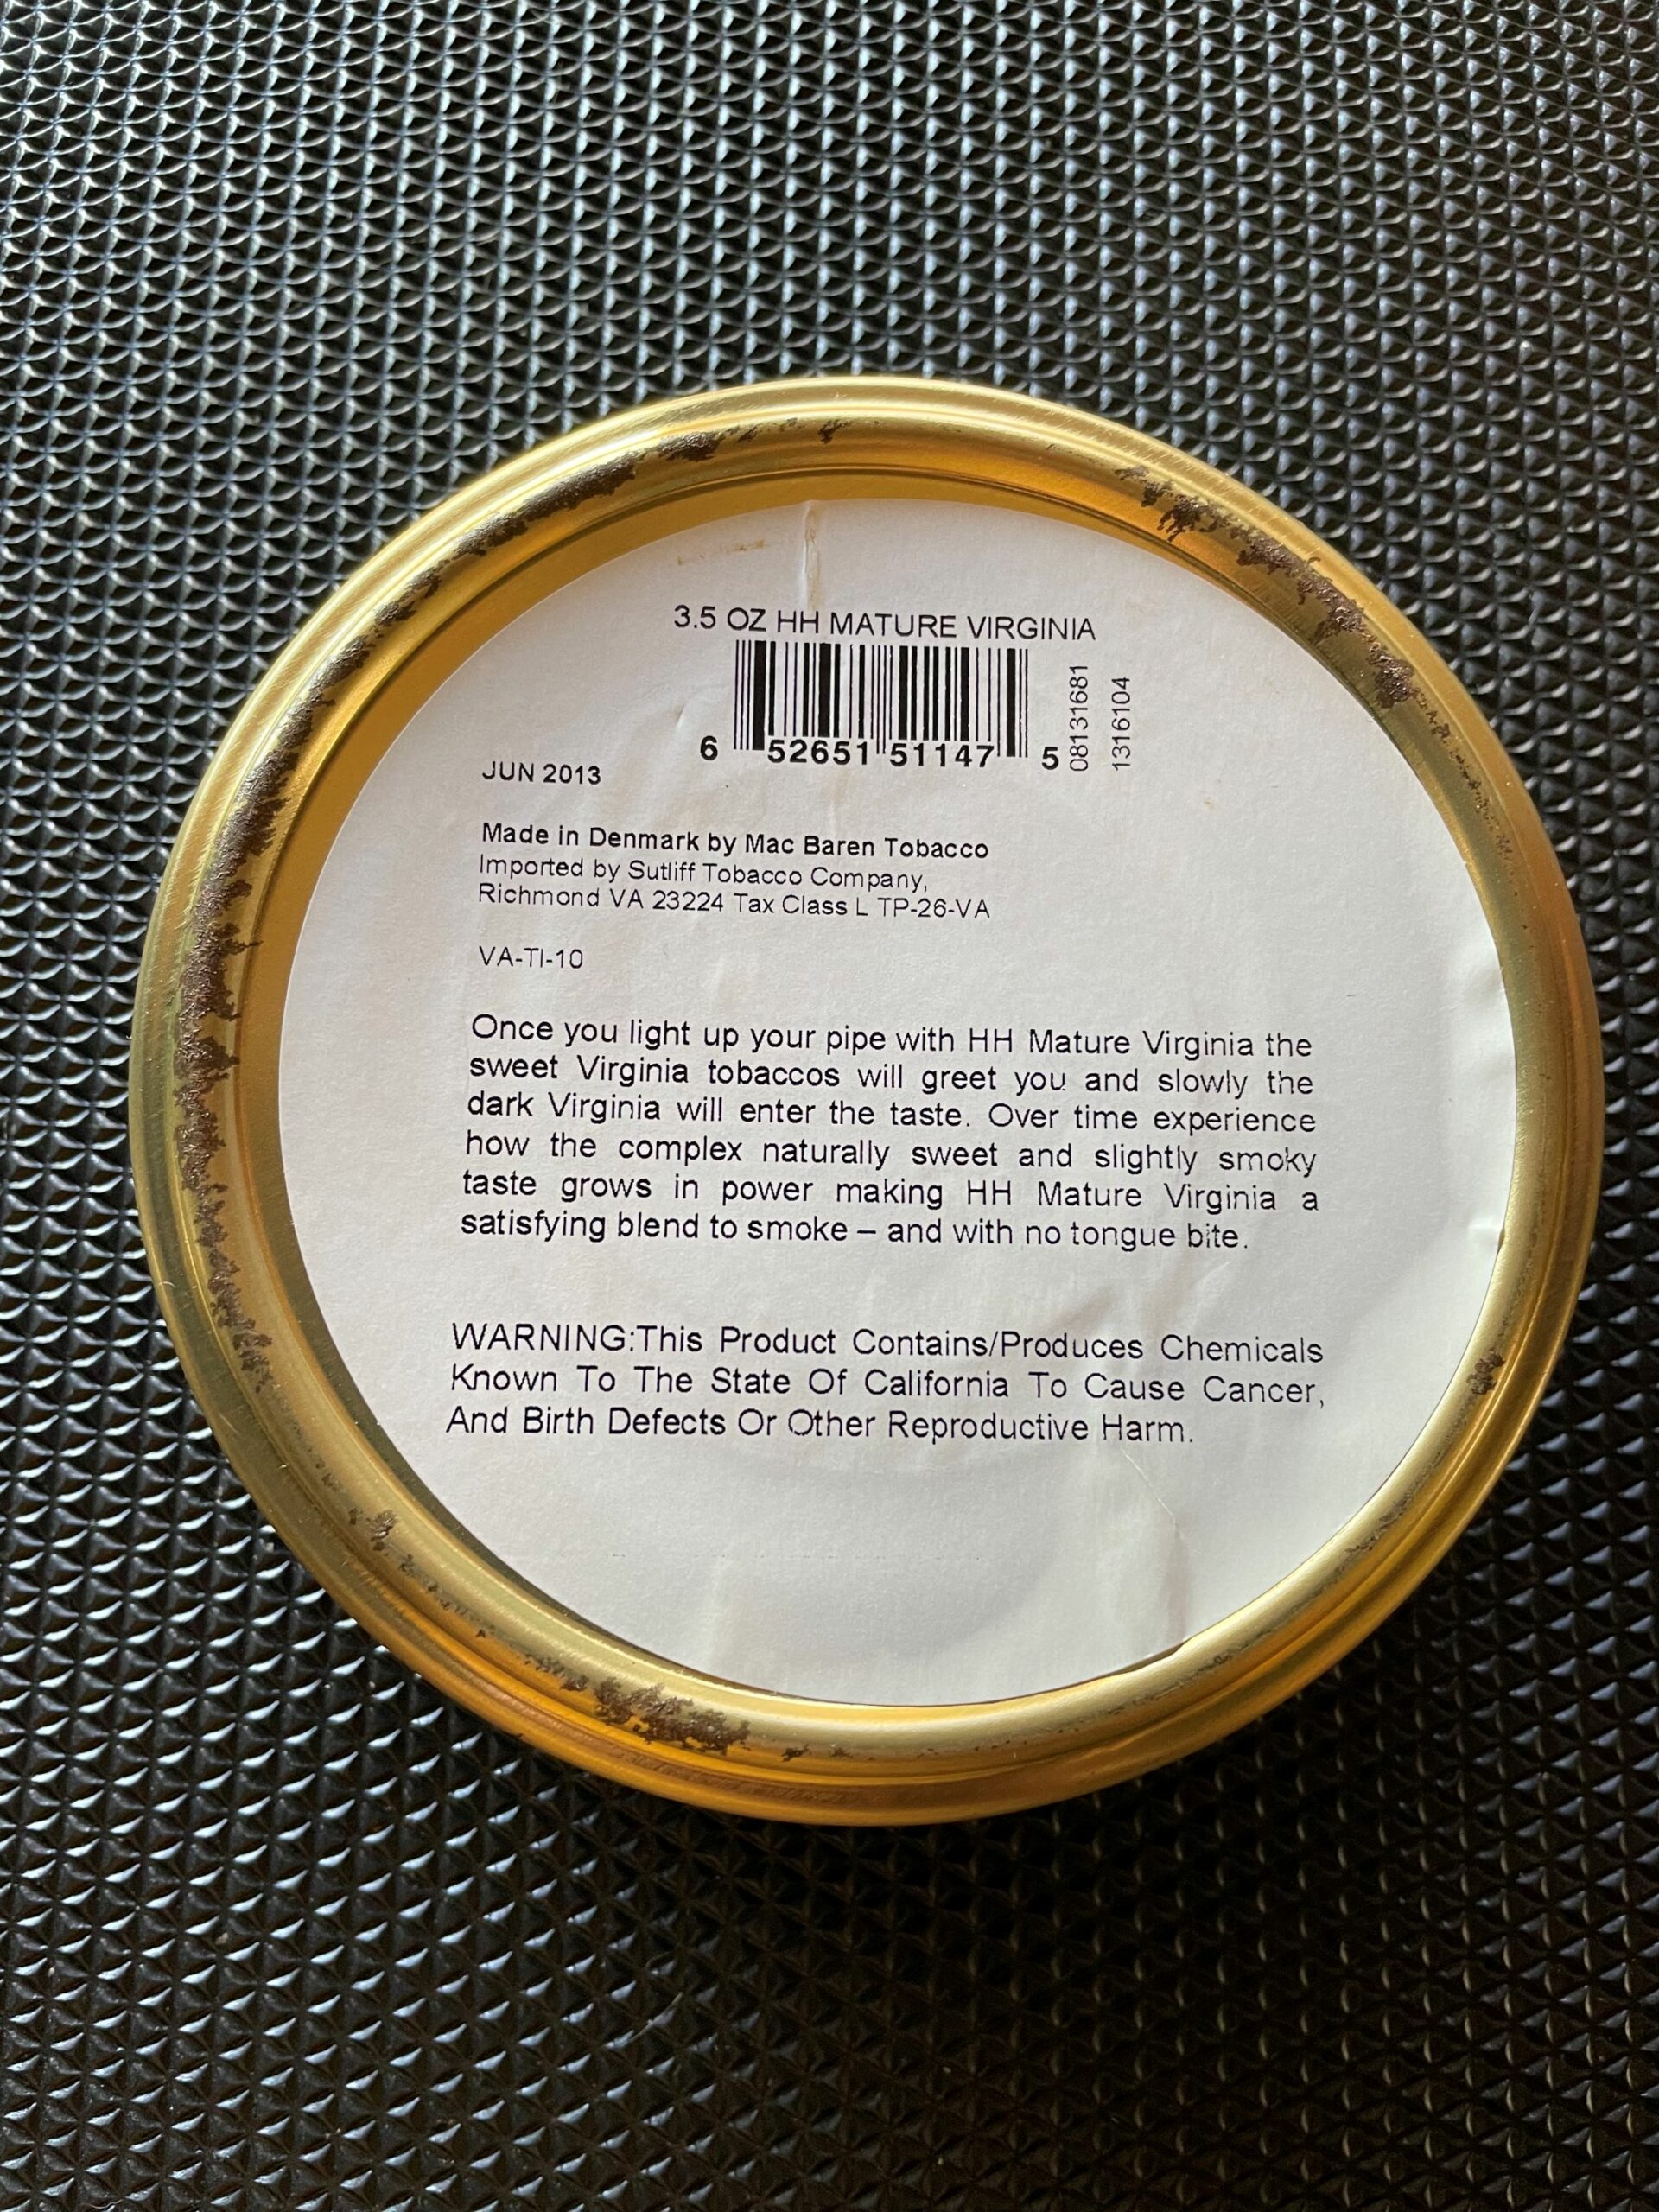 3.5 OZ HH MATURE VIRGINIA
6 52651 51147 5
08131681
1316104
JUN 2013
Made in Denmark by Mac Baren Tobacco
Imported by Sutliff Tobacco Company,
Richmond VA 23224 Tax Class L TP-26-VA
VA-TI-10
Once you light up your pipe with HH Mature Virginia the
sweet Virginia tobaccos will greet you and slowly the
dark Virginia will enter the taste. Over time experience
how the complex naturally sweet and slightly smoky
taste grows in power making HH Mature Virginia a
satisfying blend to smoke – and with no tongue bite.
WARNING:This Product Contains/Produces Chemicals
Known To The State Of California To Cause Cancer,
And Birth Defects Or Other Reproductive Harm.